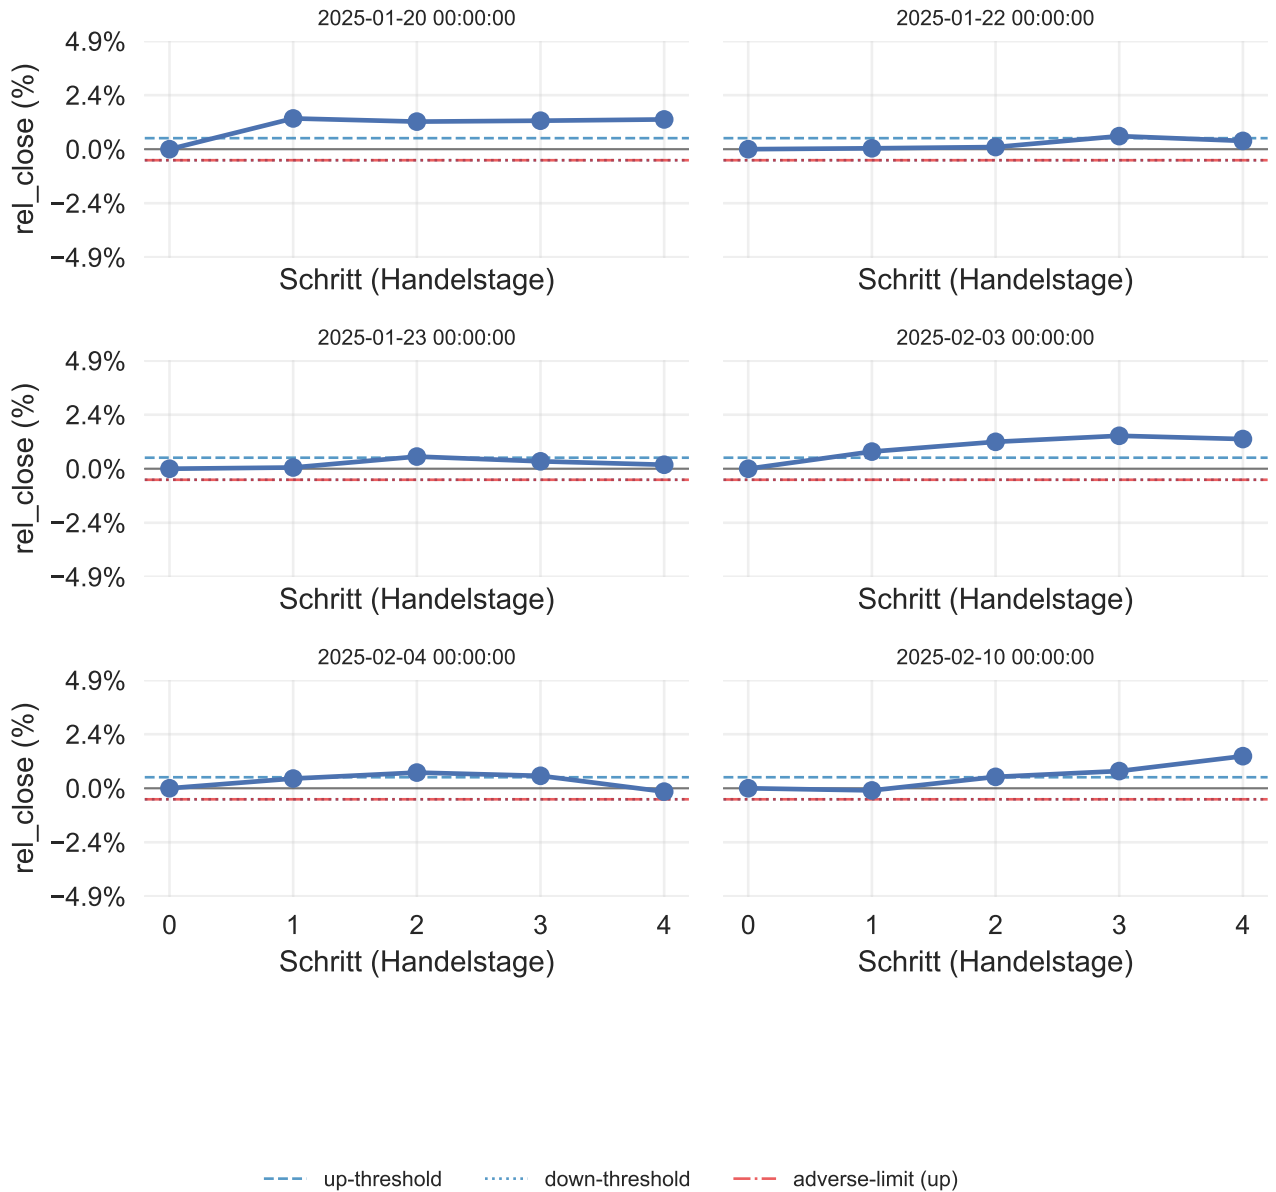 2025-01-20 00:00:00
2025-01-22 00:00:00
rel_close (%)
4.9%
2.4%
0.0%
−2.4%
−4.9%
Schritt (Handelstage)
Schritt (Handelstage)
2025-01-23 00:00:00
2025-02-03 00:00:00
rel_close (%)
4.9%
2.4%
0.0%
−2.4%
−4.9%
Schritt (Handelstage)
Schritt (Handelstage)
2025-02-04 00:00:00
2025-02-10 00:00:00
rel_close (%)
4.9%
2.4%
0.0%
−2.4%
−4.9%
0 1 2 3 4
0 1 2 3 4
Schritt (Handelstage)
Schritt (Handelstage)
up-threshold
down-threshold
adverse-limit (up)